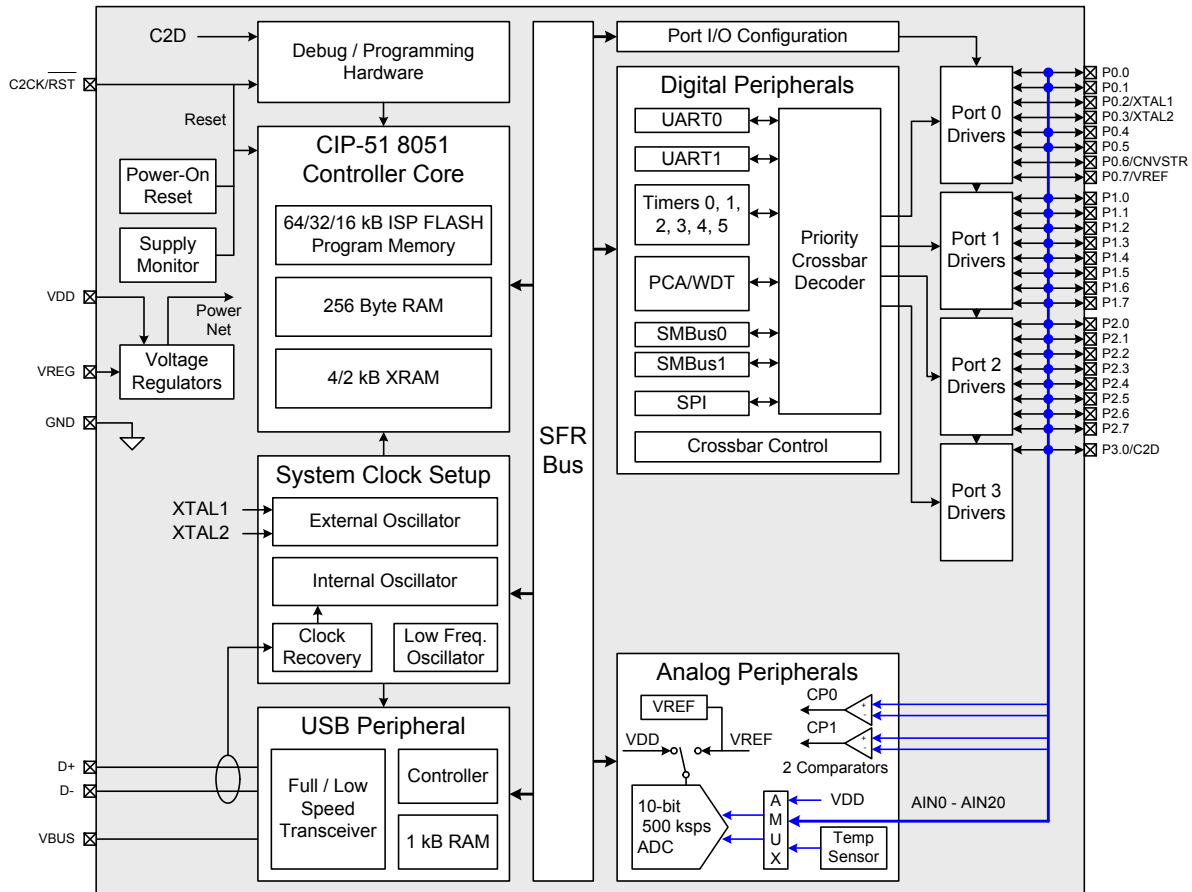 C2D
C2CK/RST
Debug / Programming
Hardware
Reset
Power-On
Reset
Supply
Monitor
VDD
Power
Net
VREG
Voltage
Regulators
GND
CIP-51 8051
Controller Core
64/32/16 kB ISP FLASH
Program Memory
256 Byte RAM
4/2 kB XRAM
System Clock Setup
XTAL1
XTAL2
External Oscillator
Internal Oscillator
Clock
Recovery
Low Freq.
Oscillator
USB Peripheral
D+
D-
VBUS
Full / Low
Speed
Transceiver
Controller
1 kB RAM
SFR
Bus
Port I/O Configuration
Digital Peripherals
UART0
UART1
Timers 0, 1,
2, 3, 4, 5
PCA/WDT
SMBus0
SMBus1
SPI
Priority
Crossbar
Decoder
Crossbar Control
Port 0
Drivers
Port 1
Drivers
Port 2
Drivers
Port 3
Drivers
P0.0
P0.1
P0.2/XTAL1
P0.3/XTAL2
P0.4
P0.5
P0.6/CNVSTR
P0.7/VREF
P1.0
P1.1
P1.2
P1.3
P1.4
P1.5
P1.6
P1.7
P2.0
P2.1
P2.2
P2.3
P2.4
P2.5
P2.6
P2.7
P3.0/C2D
Analog Peripherals
VREF
VDD
VREF
CP0
+
-
CP1
+
-
2 Comparators
10-bit
500 ksps
ADC
A
M
U
X
VDD
AIN0 - AIN20
Temp
Sensor